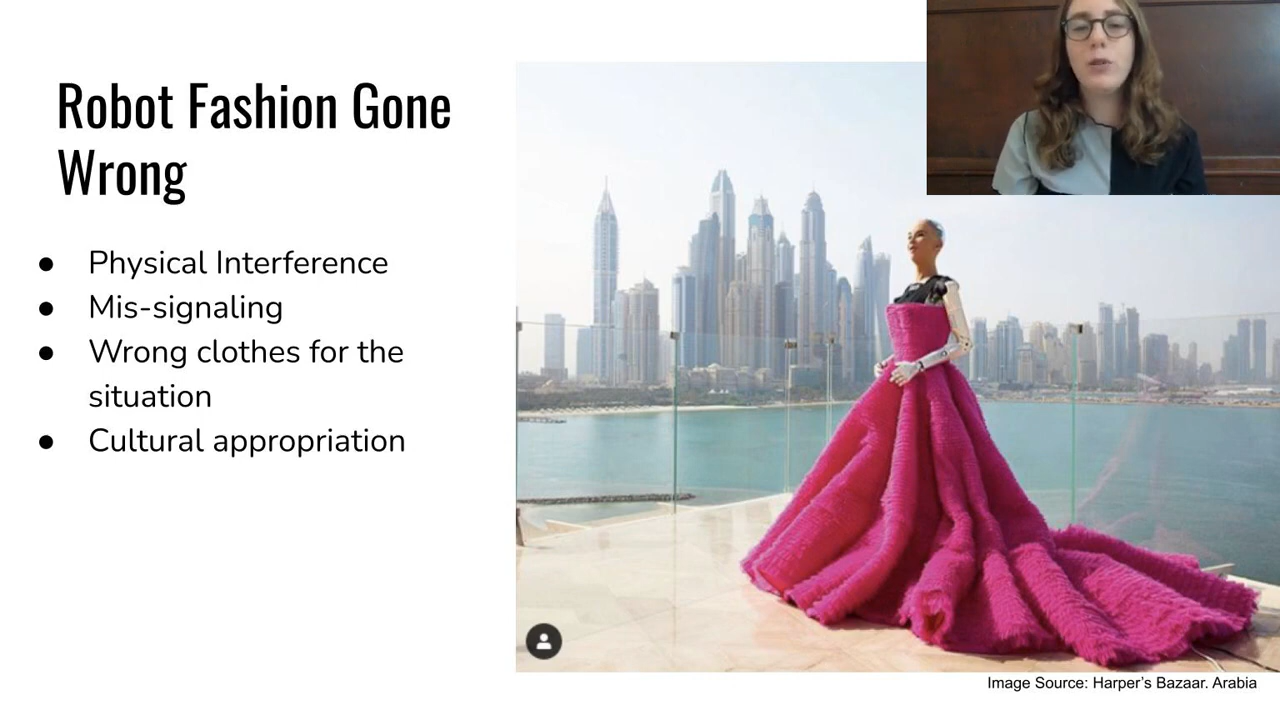 Robot Fashion Gone
Wrong
● Physical Interference
● Mis-signaling
● Wrong clothes for the
situation
● Cultural appropriation
Image Source: Harper's Bazaar. Arabia